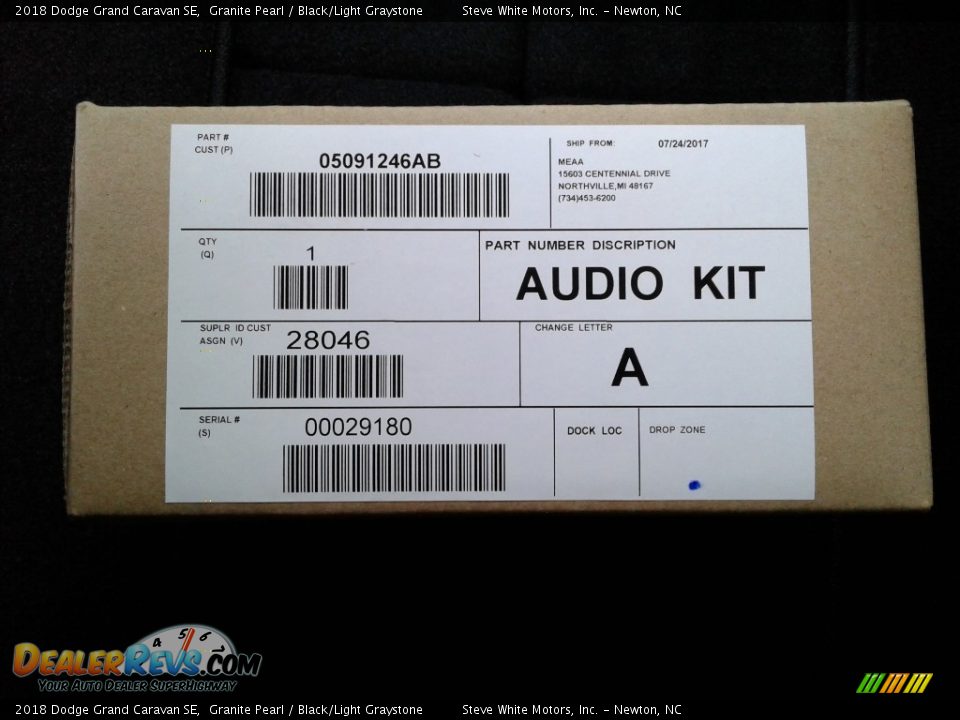 2018 Dodge Grand Caravan SE, Granite Pearl / Black/Light Graystone Steve White Motors, Inc. - Newton, NC
PART #
CUST (P)
05091246AB
SHIP FROM: 07/24/2017
MEAA
15603 CENTENNIAL DRIVE
NORTHVILLE,MI 48167
(734)453-6200
QTY
(Q)
1
PART NUMBER DISCRIPTION
AUDIO KIT
SUPLR ID CUST
ASGN (V)
28046
CHANGE LETTER
A
SERIAL #
(S)
00029180
DOCK LOC
DROP ZONE
4 5 6 7
DEALERREVS.COM
YOUR AUTO DEALER SUPERHIGHWAY
2018 Dodge Grand Caravan SE, Granite Pearl / Black/Light Graystone Steve White Motors, Inc. - Newton, NC